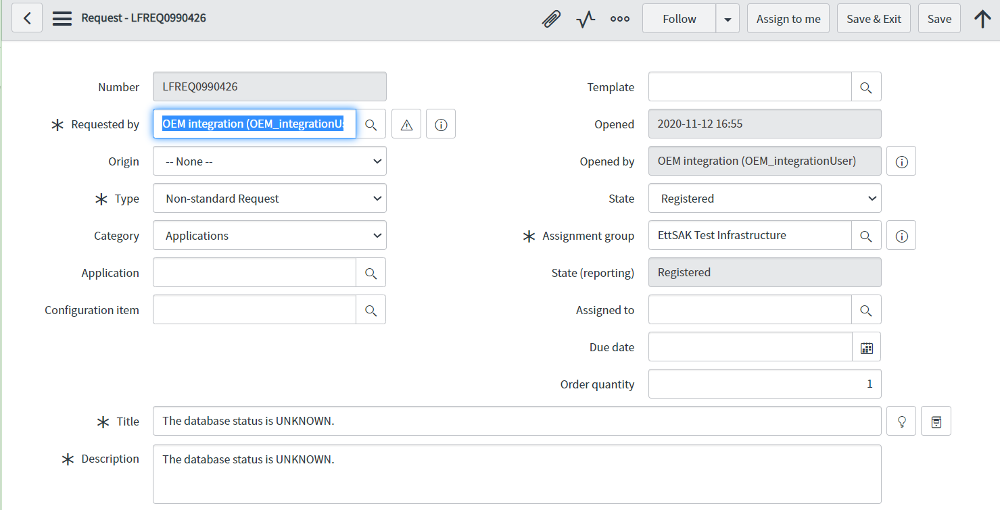 Request - LFREQ0990426
Follow
Assign to me
Save & Exit
Save
Number LFREQ0990426
Template
Requested by OEM integration (OEM_integrationUs
Opened 2020-11-12 16:55
Origin -- None --
Opened by OEM integration (OEM_integrationUser)
Type Non-standard Request
State Registered
Category Applications
Assignment group EttSAK Test Infrastructure
Application
State (reporting) Registered
Configuration item
Assigned to
Due date
Order quantity 1
Title The database status is UNKNOWN.
Description The database status is UNKNOWN.